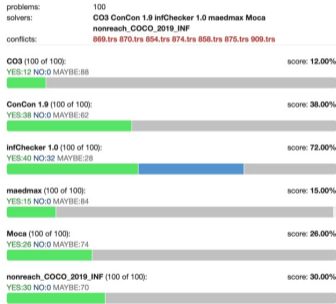 problems: 100
solvers: CO3 ConCon 1.9 infChecker 1.0 maedmax Moca
nonreach_COCO_2019_INF
conflicts: 869.trs 870.trs 854.trs 874.trs 858.trs 875.trs 909.trs
CO3 (100 of 100): score: 12.00%
YES:12 NO:0 MAYBE:88
ConCon 1.9 (100 of 100): score: 38.00%
YES:38 NO:0 MAYBE:62
infChecker 1.0 (100 of 100): score: 72.00%
YES:40 NO:32 MAYBE:28
maedmax (100 of 100): score: 15.00%
YES:15 NO:0 MAYBE:84
Moca (100 of 100): score: 26.00%
YES:26 NO:0 MAYBE:74
nonreach_COCO_2019_INF (100 of 100): score: 30.00%
YES:30 NO:0 MAYBE:70